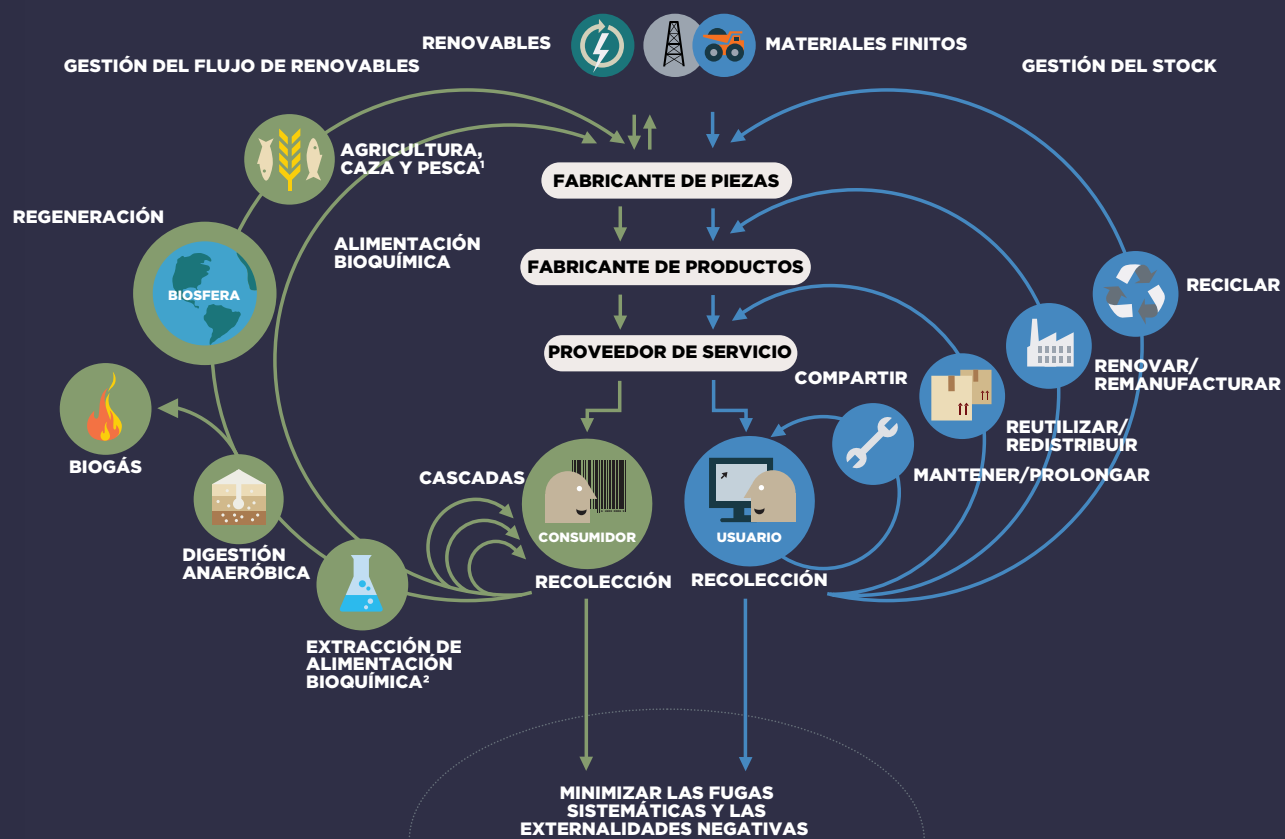 RENOVABLES
MATERIALES FINITOS
GESTIÓN DEL FLUJO DE RENOVABLES
GESTIÓN DEL STOCK
AGRICULTURA,
CAZA Y PESCA¹
FABRICANTE DE PIEZAS
REGENERACIÓN
ALIMENTACIÓN
BIOQUÍMICA
FABRICANTE DE PRODUCTOS
BIOSFERA
RECICLAR
PROVEEDOR DE SERVICIO
COMPARTIR
RENOVAR/
REMANUFACTURAR
REUTILIZAR/
REDISTRIBUIR
BIOGÁS
CASCADAS
MANTENER/PROLONGAR
CONSUMIDOR
USUARIO
DIGESTIÓN
ANAERÓBICA
RECOLECCIÓN
RECOLECCIÓN
EXTRACCIÓN DE
ALIMENTACIÓN
BIOQUÍMICA²
MINIMIZAR LAS FUGAS
SISTEMÁTICAS Y LAS
EXTERNALIDADES NEGATIVAS